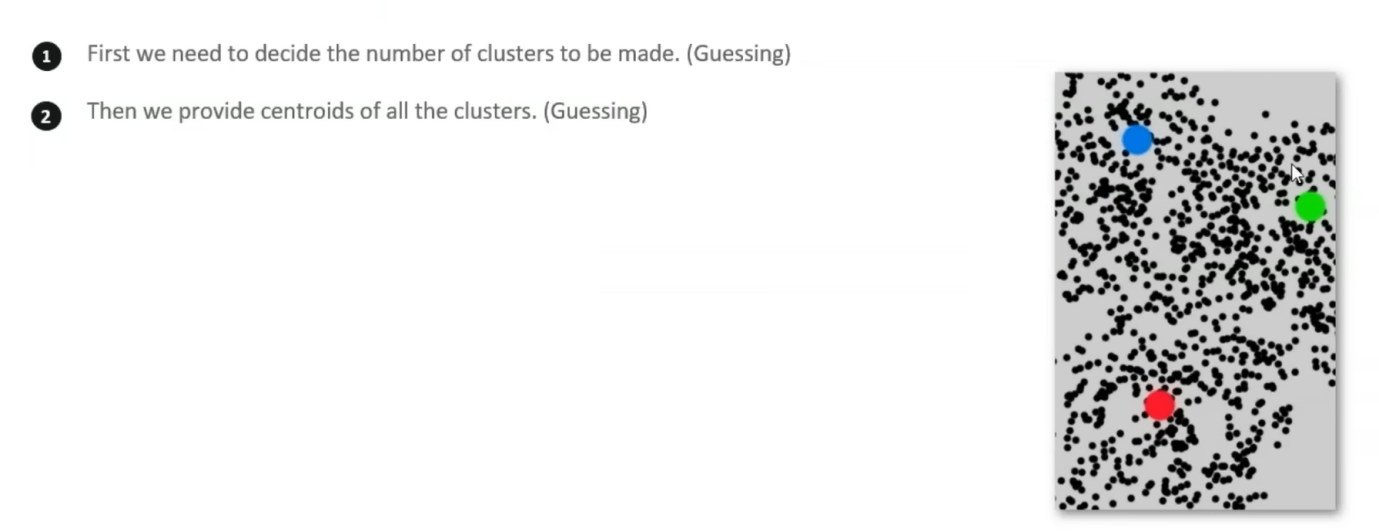 1 First we need to decide the number of clusters to be made. (Guessing)
2 Then we provide centroids of all the clusters. (Guessing)